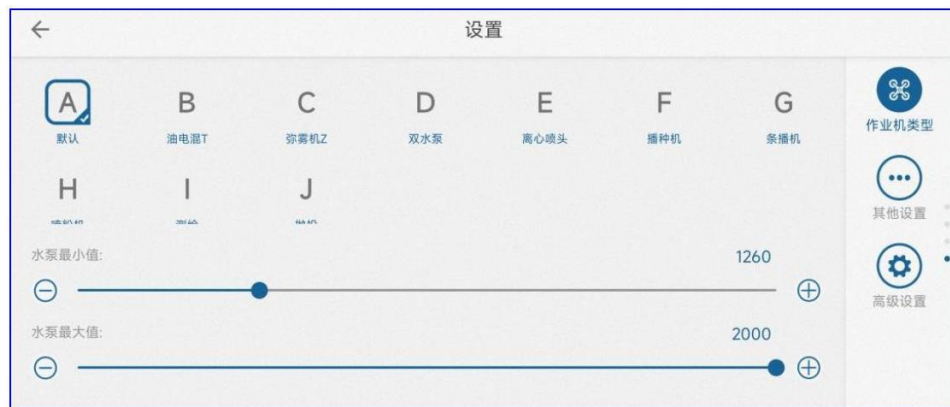 设置
A B C D E F G
默认 油电混T 弥雾机Z 双水泵 离心喷头 播种机 条播机
作业机类型
H I J
其他设置
水泵最小值:
1260
高级设置
水泵最大值:
2000